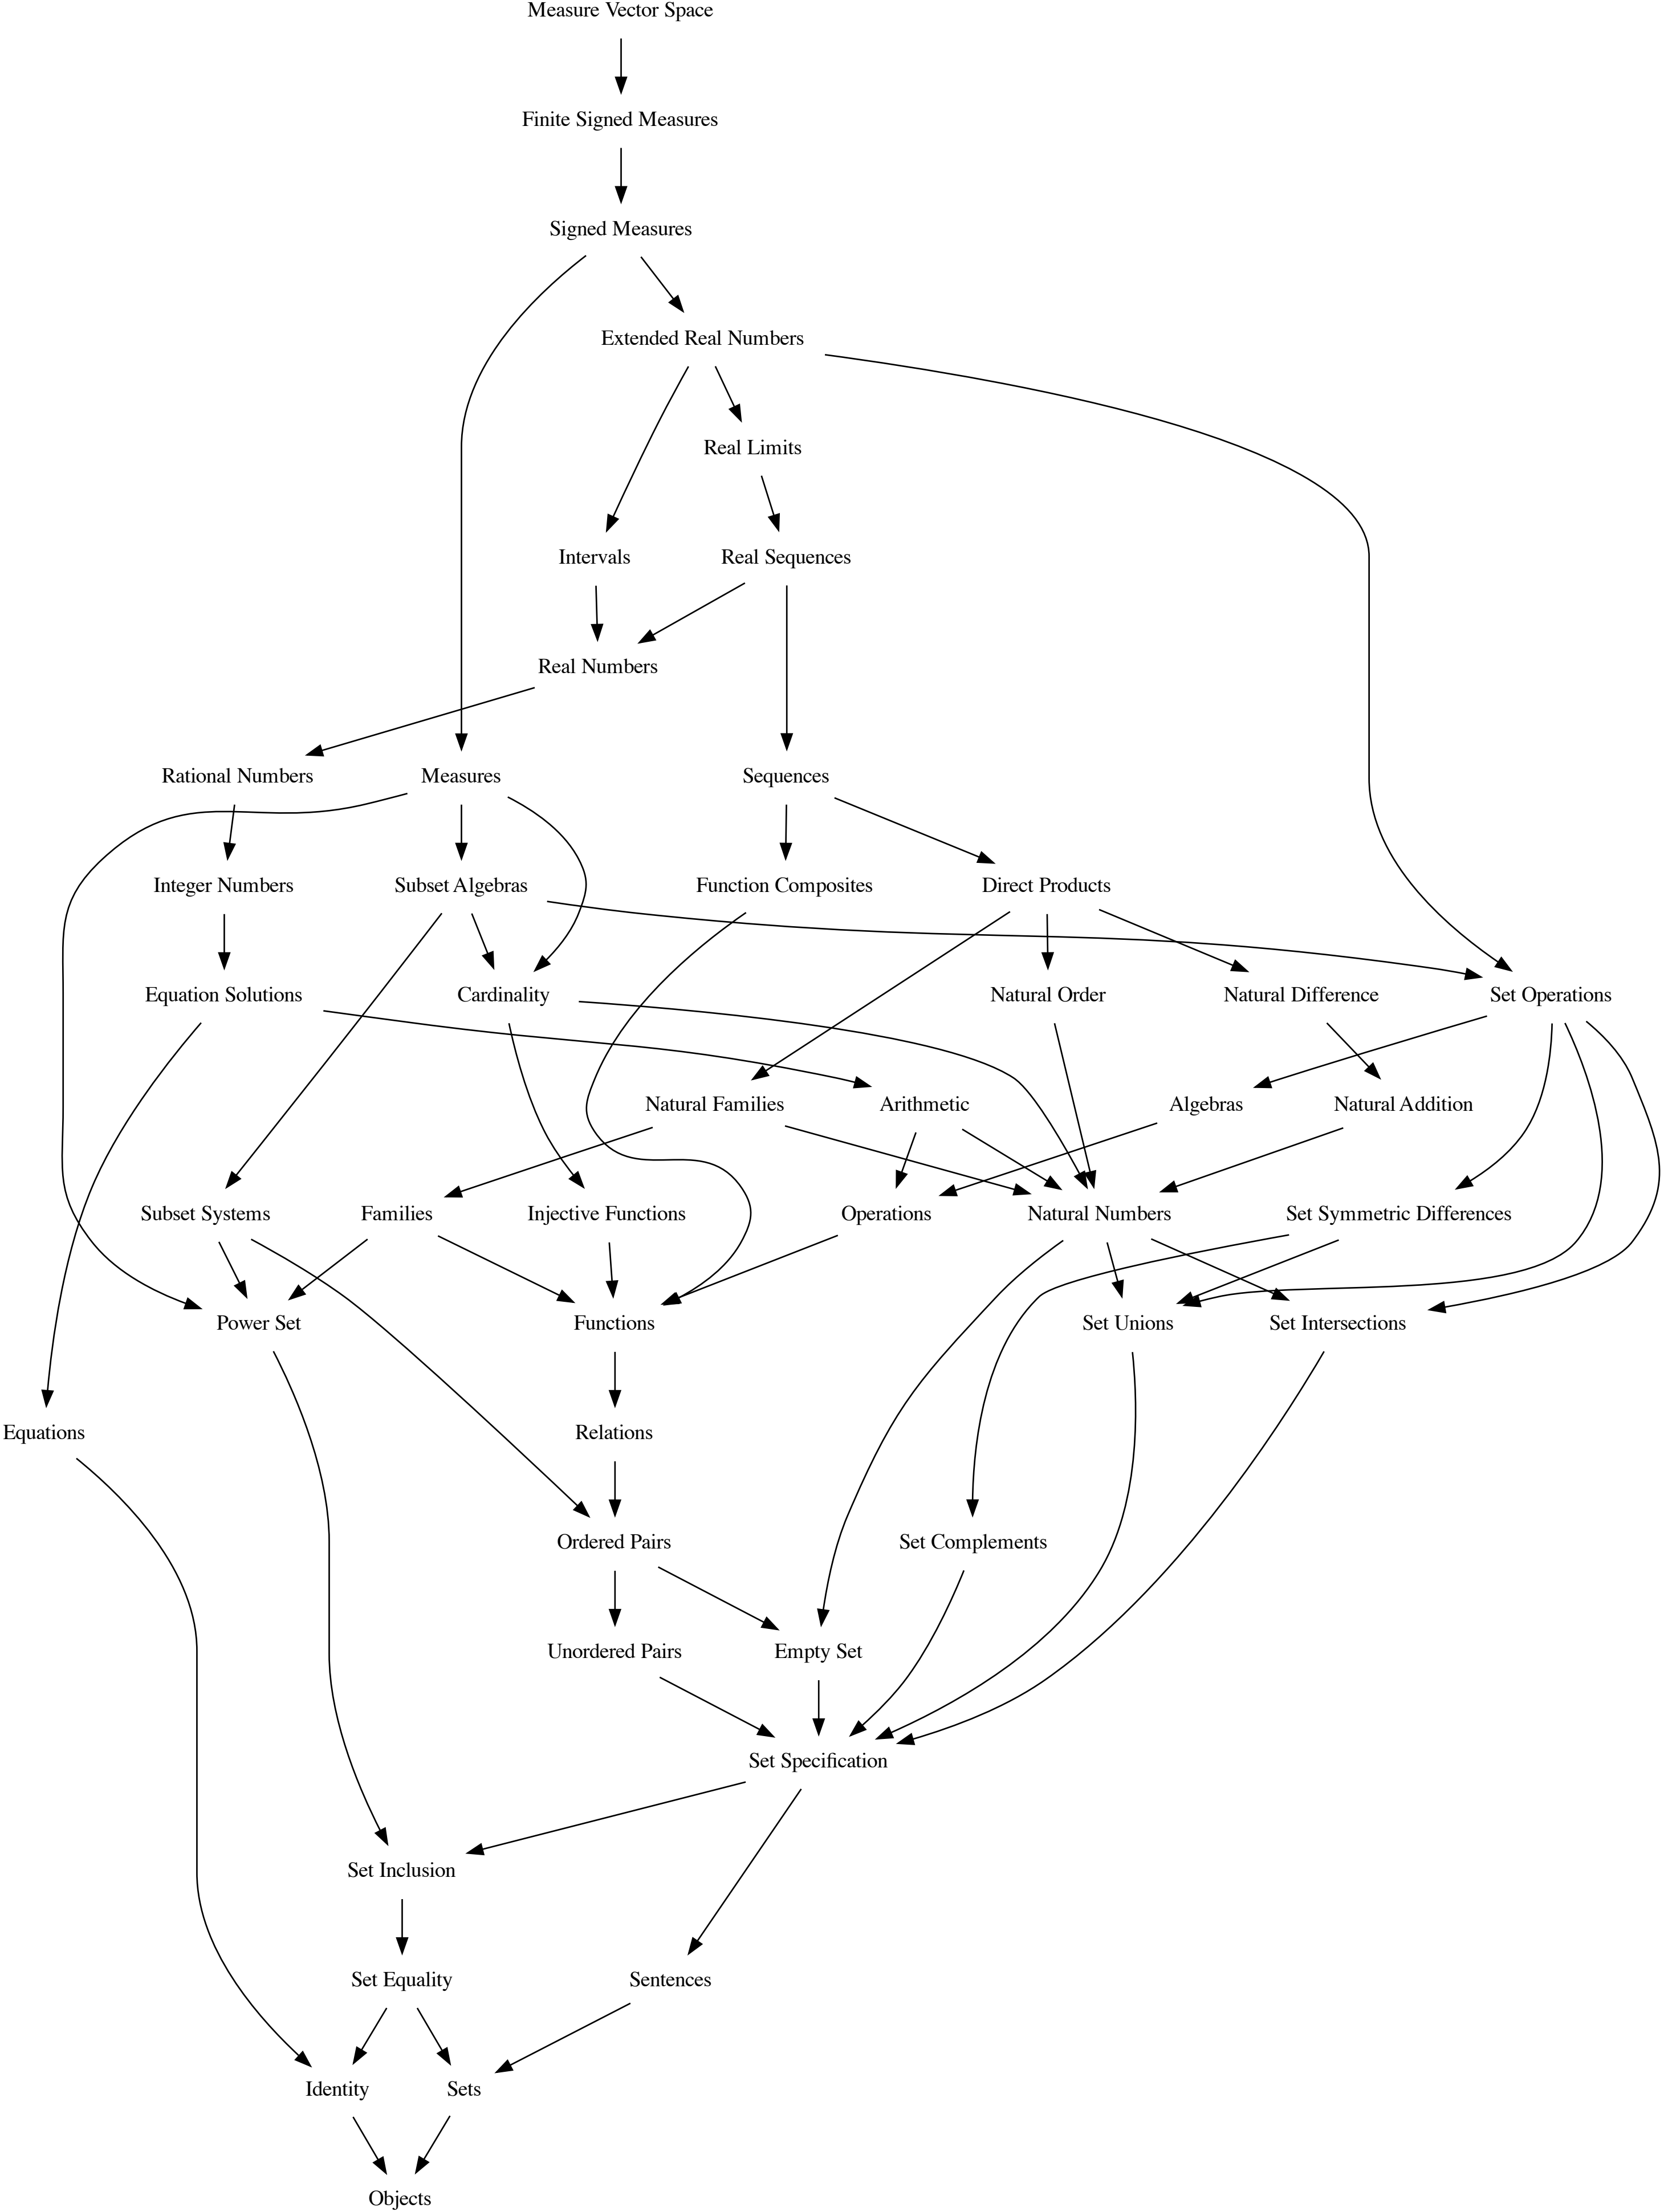 Measure Vector Space
Finite Signed Measures
Signed Measures
Extended Real Numbers
Real Limits
Intervals
Real Sequences
Real Numbers
Rational Numbers
Measures
Sequences
Integer Numbers
Subset Algebras
Function Composites
Direct Products
Equation Solutions
Cardinality
Natural Order
Natural Difference
Set Operations
Natural Families
Arithmetic
Algebras
Natural Addition
Subset Systems
Families
Injective Functions
Operations
Natural Numbers
Set Symmetric Differences
Power Set
Functions
Set Unions
Set Intersections
Equations
Relations
Ordered Pairs
Set Complements
Unordered Pairs
Empty Set
Set Specification
Set Inclusion
Set Equality
Sentences
Identity
Sets
Objects